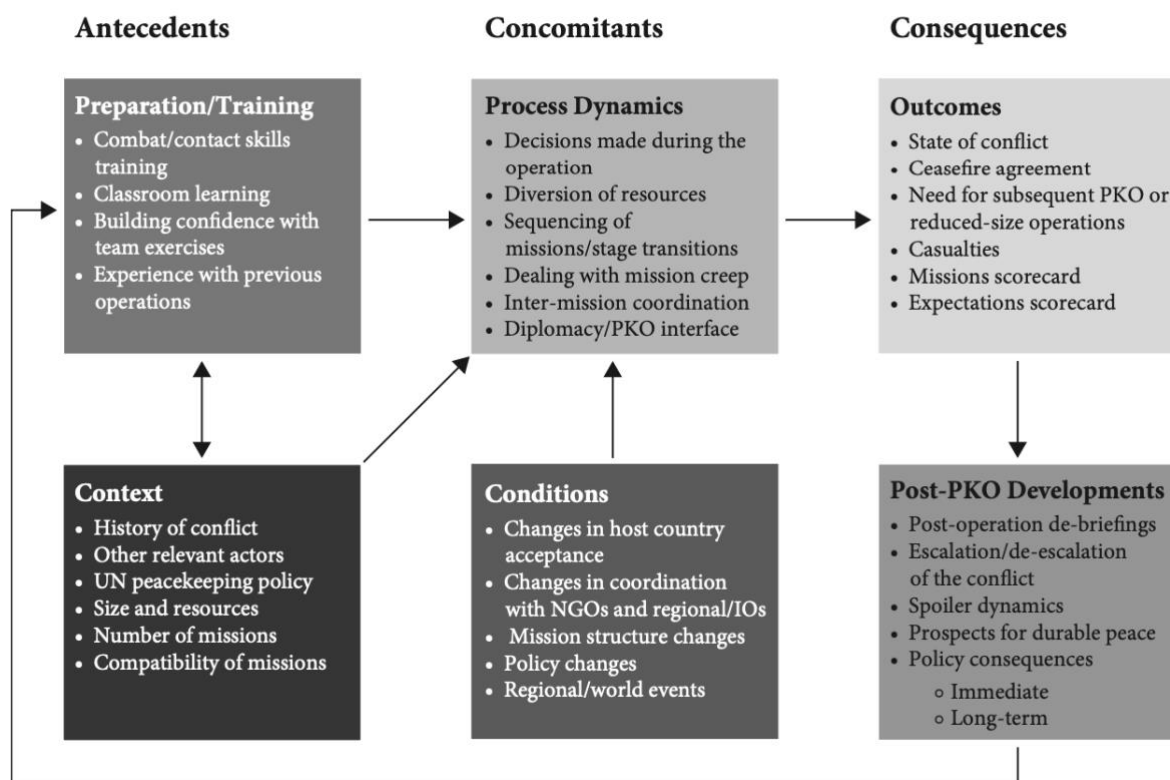 Antecedents
Preparation/Training
• Combat/contact skills
training
• Classroom learning
• Building confidence with
team exercises
• Experience with previous
operations
Context
• History of conflict
• Other relevant actors
• UN peacekeeping policy
• Size and resources
• Number of missions
• Compatibility of missions
Concomitants
Process Dynamics
• Decisions made during the
operation
• Diversion of resources
• Sequencing of
missions/stage transitions
• Dealing with mission creep
• Inter-mission coordination
• Diplomacy/PKO interface
Conditions
• Changes in host country
acceptance
• Changes in coordination
with NGOs and regional/IOs
• Mission structure changes
• Policy changes
• Regional/world events
Consequences
Outcomes
• State of conflict
• Ceasefire agreement
• Need for subsequent PKO or
reduced-size operations
• Casualties
• Missions scorecard
• Expectations scorecard
Post-PKO Developments
• Post-operation de-briefings
• Escalation/de-escalation
of the conflict
• Spoiler dynamics
• Prospects for durable peace
• Policy consequences
○ Immediate
○ Long-term